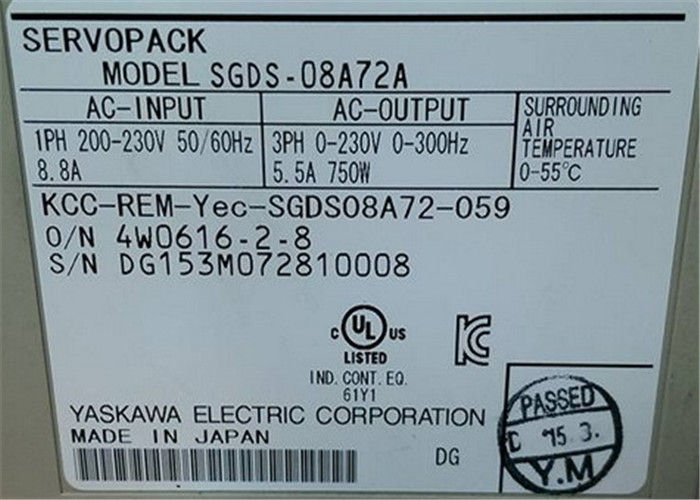 SERVOPACK
MODEL SGDS-08A72A
AC-INPUT
1PH 200-230V 50/60Hz
8.8A
AC-OUTPUT
3PH 0-230V 0-300Hz
5.5A 750W
SURROUNDING
AIR
TEMPERATURE
0-55℃
KCC-REM-Yec-SGDS08A72-059
O/N 4W0616-2-8
S/N DG153M072810008
c UL US
LISTED
IND. CONT. EQ.
61Y1
YASKAWA ELECTRIC CORPORATION
MADE IN JAPAN
DG
PASSED
'15.3.
Y.M